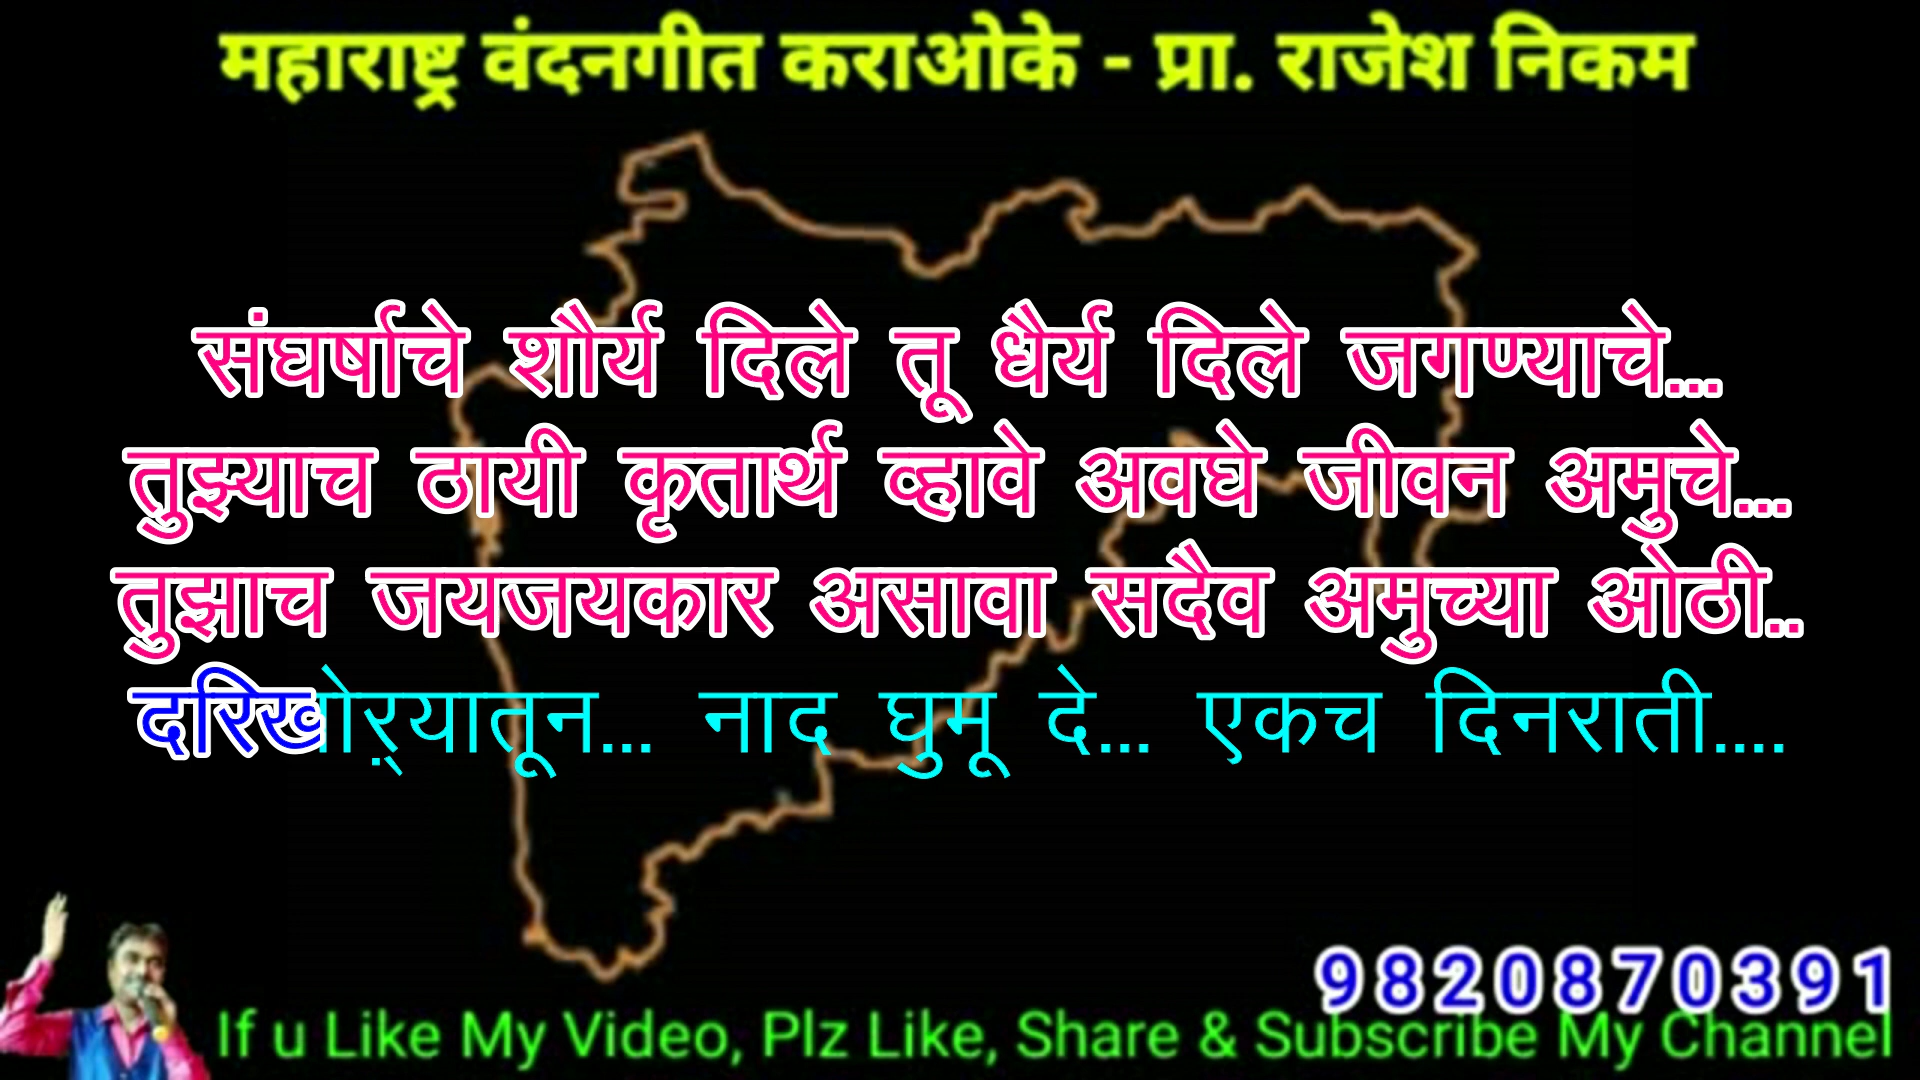 महाराष्ट्र वंदनगीत कराओके - प्रा. राजेश निकम
संघर्षाचे शौर्य दिले तू धैर्य दिले जगण्याचे...
तुझ्याच ठायी कृतार्थ व्हावे अवघे जीवन अमुचे...
तुझाच जयजयकार असावा सदैव अमुच्या ओठी..
दरिखोऱ्यातून... नाद घुमू दे... एकच दिनराती....
9820870391
If u Like My Video, Plz Like, Share & Subscribe My Channel